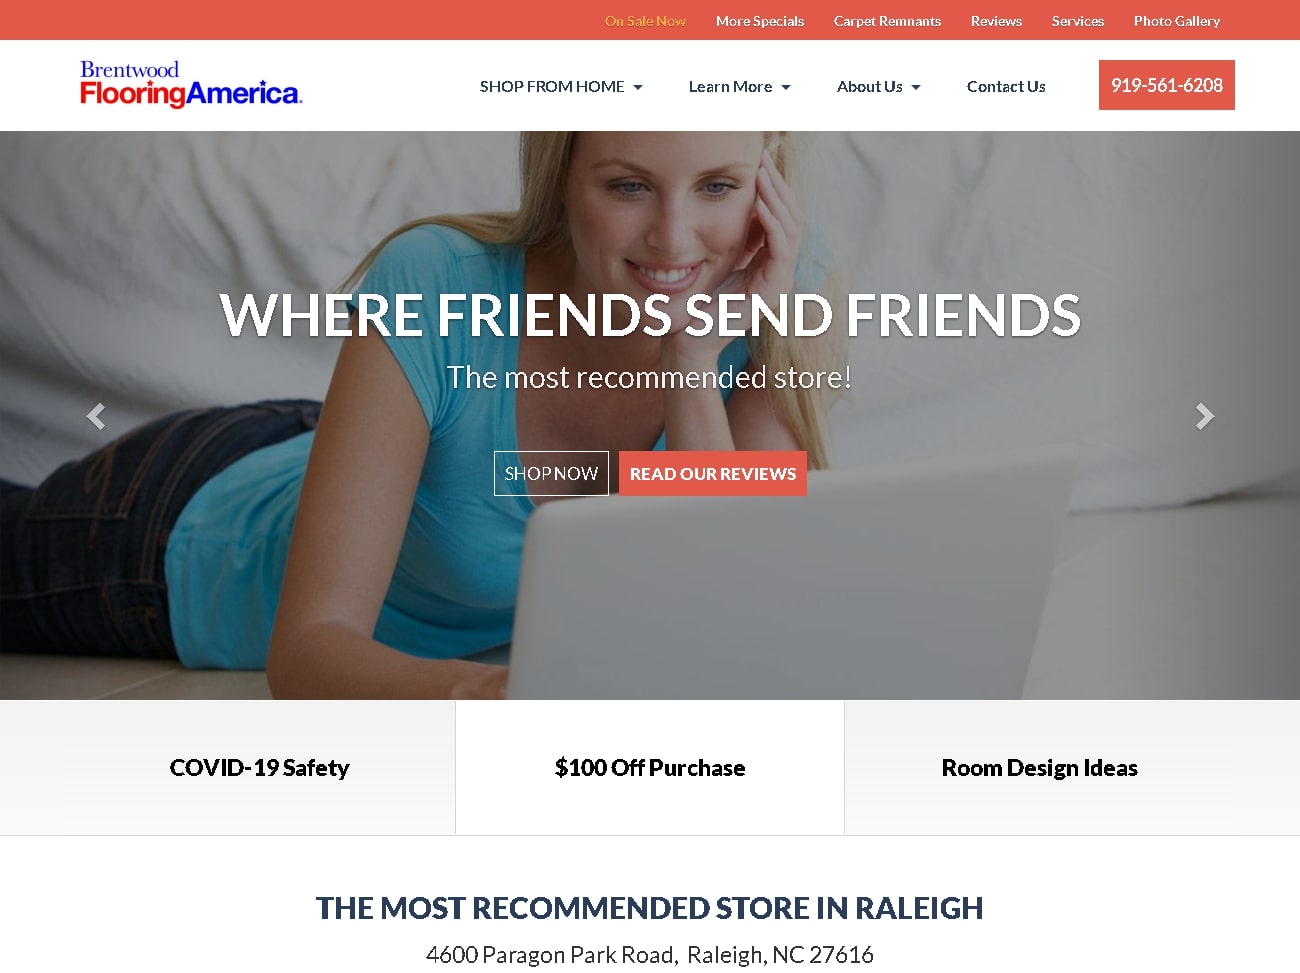 On Sale Now More Specials Carpet Remnants Reviews Services Photo Gallery
Brentwood
FlooringAmerica.
SHOP FROM HOME Learn More About Us Contact Us 919-561-6208
WHERE FRIENDS SEND FRIENDS
The most recommended store!
SHOP NOW READ OUR REVIEWS
COVID-19 Safety $100 Off Purchase Room Design Ideas
THE MOST RECOMMENDED STORE IN RALEIGH
4600 Paragon Park Road, Raleigh, NC 27616